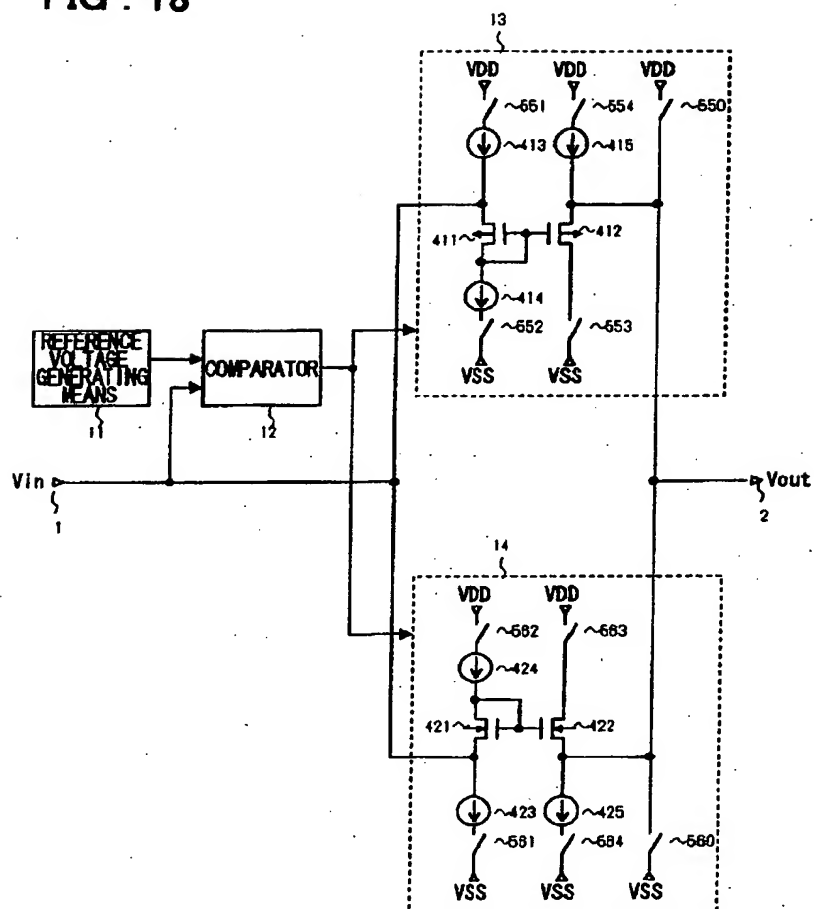 FIG. 18
13
VDD VDD VDD
~551 ~554 ~550
~413 ~415
411~ ~412
~414
~552 ~553
VSS VSS
REFERENCE
VOLTAGE
GENERATING
MEANS
COMPARATOR
11 12
Vin Vout
1 2
14
VDD VDD
~562 ~563
~424
421~ ~422
~423 ~425
~561 ~564 ~560
VSS VSS VSS